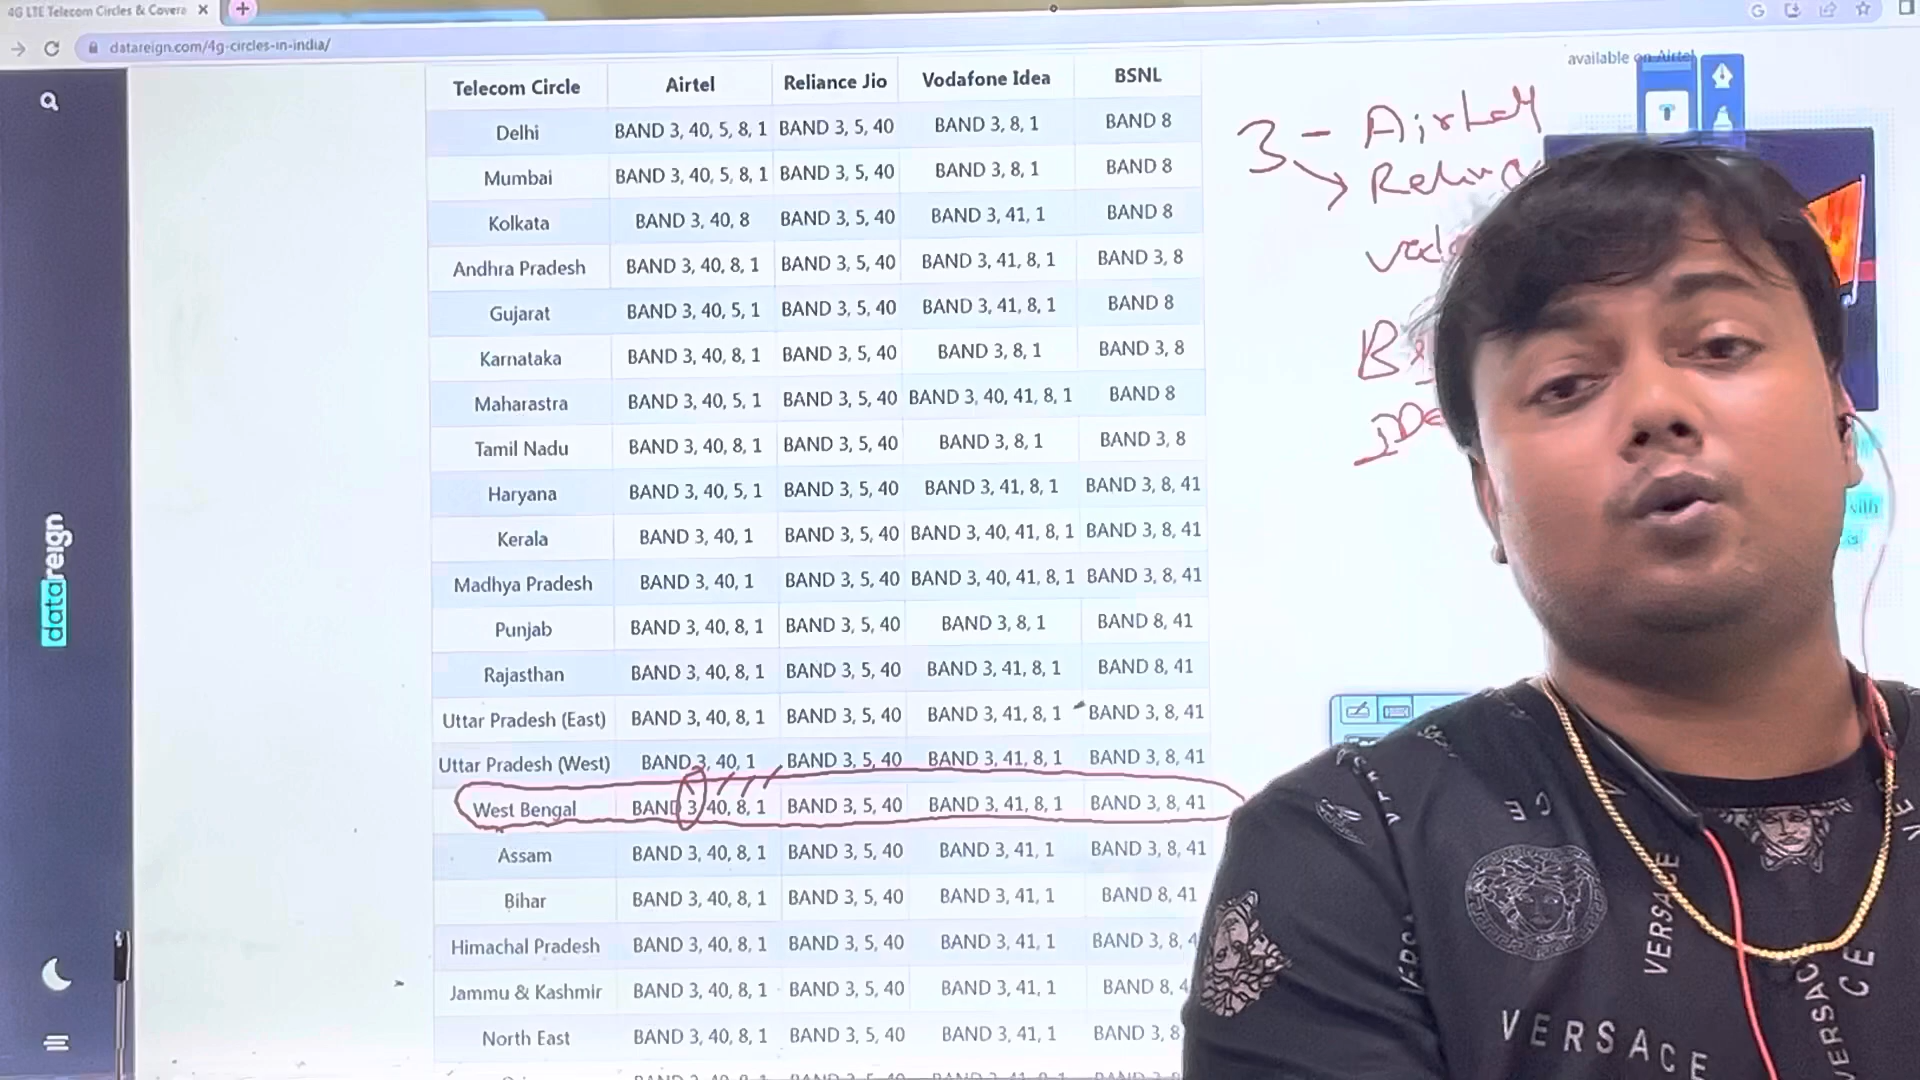 4G LTE Telecom Circles & Covera
datareign.com/4g-circles-in-india/
available on Airtel
Telecom Circle Airtel Reliance Jio Vodafone Idea BSNL
Delhi BAND 3, 40, 5, 8, 1 BAND 3, 5, 40 BAND 3, 8, 1 BAND 8
Mumbai BAND 3, 40, 5, 8, 1 BAND 3, 5, 40 BAND 3, 8, 1 BAND 8
Kolkata BAND 3, 40, 8 BAND 3, 5, 40 BAND 3, 41, 1 BAND 8
Andhra Pradesh BAND 3, 40, 8, 1 BAND 3, 5, 40 BAND 3, 41, 8, 1 BAND 3, 8
Gujarat BAND 3, 40, 5, 1 BAND 3, 5, 40 BAND 3, 41, 8, 1 BAND 8
Karnataka BAND 3, 40, 8, 1 BAND 3, 5, 40 BAND 3, 8, 1 BAND 3, 8
Maharastra BAND 3, 40, 5, 1 BAND 3, 5, 40 BAND 3, 40, 41, 8, 1 BAND 8
Tamil Nadu BAND 3, 40, 8, 1 BAND 3, 5, 40 BAND 3, 8, 1 BAND 3, 8
Haryana BAND 3, 40, 5, 1 BAND 3, 5, 40 BAND 3, 41, 8, 1 BAND 3, 8, 41
Kerala BAND 3, 40, 1 BAND 3, 5, 40 BAND 3, 40, 41, 8, 1 BAND 3, 8, 41
Madhya Pradesh BAND 3, 40, 1 BAND 3, 5, 40 BAND 3, 40, 41, 8, 1 BAND 3, 8, 41
Punjab BAND 3, 40, 8, 1 BAND 3, 5, 40 BAND 3, 8, 1 BAND 8, 41
Rajasthan BAND 3, 40, 8, 1 BAND 3, 5, 40 BAND 3, 41, 8, 1 BAND 8, 41
Uttar Pradesh (East) BAND 3, 40, 8, 1 BAND 3, 5, 40 BAND 3, 41, 8, 1 BAND 3, 8, 41
Uttar Pradesh (West) BAND 3, 40, 1 BAND 3, 5, 40 BAND 3, 41, 8, 1 BAND 3, 8, 41
West Bengal BAND 3, 40, 8, 1 BAND 3, 5, 40 BAND 3, 41, 8, 1 BAND 3, 8, 41
Assam BAND 3, 40, 8, 1 BAND 3, 5, 40 BAND 3, 41, 1 BAND 3, 8, 41
Bihar BAND 3, 40, 8, 1 BAND 3, 5, 40 BAND 3, 41, 1 BAND 8, 41
Himachal Pradesh BAND 3, 40, 8, 1 BAND 3, 5, 40 BAND 3, 41, 1 BAND 3, 8, 4
Jammu & Kashmir BAND 3, 40, 8, 1 BAND 3, 5, 40 BAND 3, 41, 1 BAND 8, 4
North East BAND 3, 40, 8, 1 BAND 3, 5, 40 BAND 3, 41, 1 BAND 3, 8
3 -
datareign
VERSACE
VERSACE